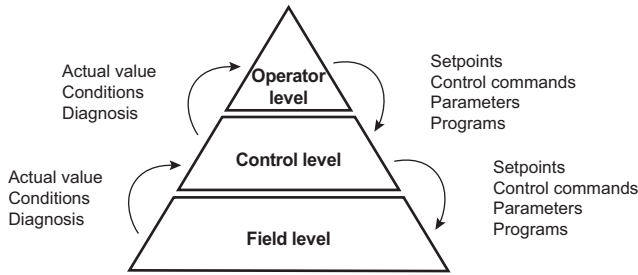 Actual value
Conditions
Diagnosis
Operator
level
Setpoints
Control commands
Parameters
Programs
Control level
Actual value
Conditions
Diagnosis
Setpoints
Control commands
Parameters
Programs
Field level